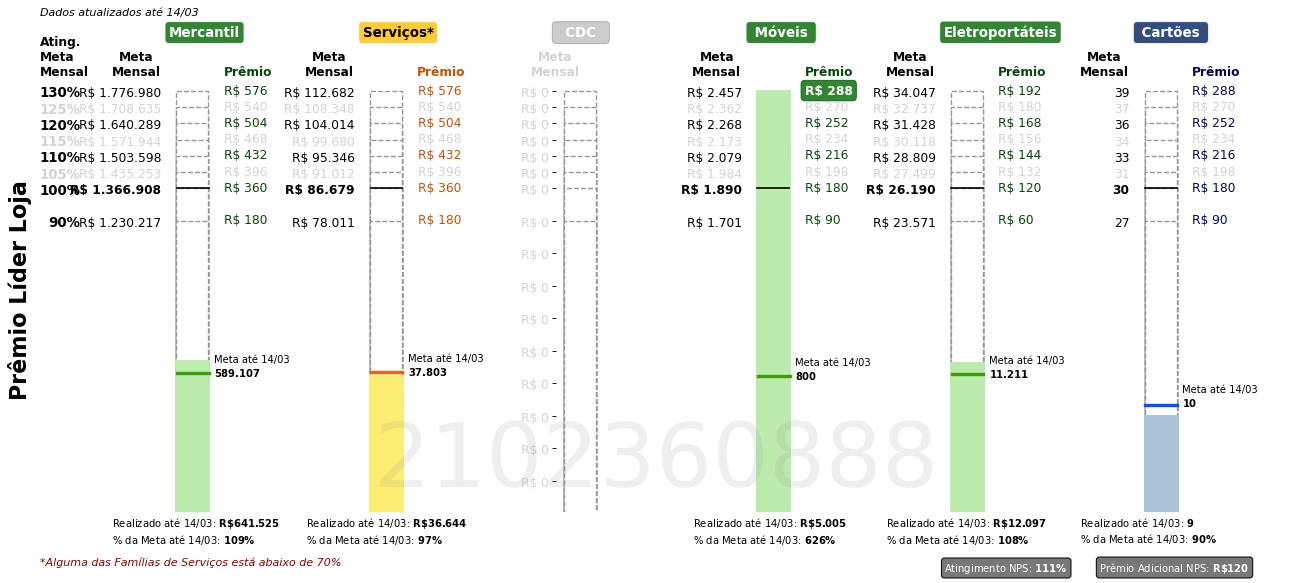 Dados atualizados até 14/03
Mercantil Serviços* CDC Móveis Eletroportáteis Cartões
Ating. Meta Mensal
Meta Mensal Prêmio Meta Mensal Prêmio Meta Mensal Meta Mensal Prêmio Meta Mensal Prêmio Meta Mensal Prêmio
130% R$ 1.776.980 R$ 576 R$ 112.682 R$ 576 R$ 0 R$ 2.457 R$ 288 R$ 34.047 R$ 192 39 R$ 288
125% R$ 1.708.635 R$ 540 R$ 108.348 R$ 540 R$ 0 R$ 2.362 R$ 270 R$ 32.737 R$ 180 37 R$ 270
120% R$ 1.640.289 R$ 504 R$ 104.014 R$ 504 R$ 0 R$ 2.268 R$ 252 R$ 31.428 R$ 168 36 R$ 252
115% R$ 1.571.944 R$ 468 R$ 99.680 R$ 468 R$ 0 R$ 2.173 R$ 234 R$ 30.118 R$ 156 34 R$ 234
110% R$ 1.503.598 R$ 432 R$ 95.346 R$ 432 R$ 0 R$ 2.079 R$ 216 R$ 28.809 R$ 144 33 R$ 216
105% R$ 1.435.253 R$ 396 R$ 91.012 R$ 396 R$ 0 R$ 1.984 R$ 198 R$ 27.499 R$ 132 31 R$ 198
100% R$ 1.366.908 R$ 360 R$ 86.679 R$ 360 R$ 0 R$ 1.890 R$ 180 R$ 26.190 R$ 120 30 R$ 180
90% R$ 1.230.217 R$ 180 R$ 78.011 R$ 180 R$ 0 R$ 1.701 R$ 90 R$ 23.571 R$ 60 27 R$ 90
R$ 0
R$ 0
R$ 0
R$ 0
R$ 0
R$ 0
R$ 0
R$ 0
Prêmio Líder Loja
Meta até 14/03 Meta até 14/03 Meta até 14/03 Meta até 14/03 Meta até 14/03
589.107 37.803 800 11.211 10
2102360888
Realizado até 14/03: R$641.525 Realizado até 14/03: R$36.644 Realizado até 14/03: R$5.005 Realizado até 14/03: R$12.097 Realizado até 14/03: 9
% da Meta até 14/03: 109% % da Meta até 14/03: 97% % da Meta até 14/03: 626% % da Meta até 14/03: 108% % da Meta até 14/03: 90%
*Alguma das Famílias de Serviços está abaixo de 70%
Atingimento NPS: 111% Prêmio Adicional NPS: R$120